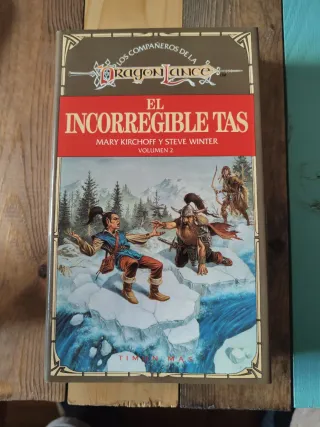 LOS COMPAÑEROS DE LA
DRAGONLANCE
EL
INCORREGIBLE TAS
MARY KIRCHOFF Y STEVE WINTER
VOLUMEN 2
TIMUN MAS